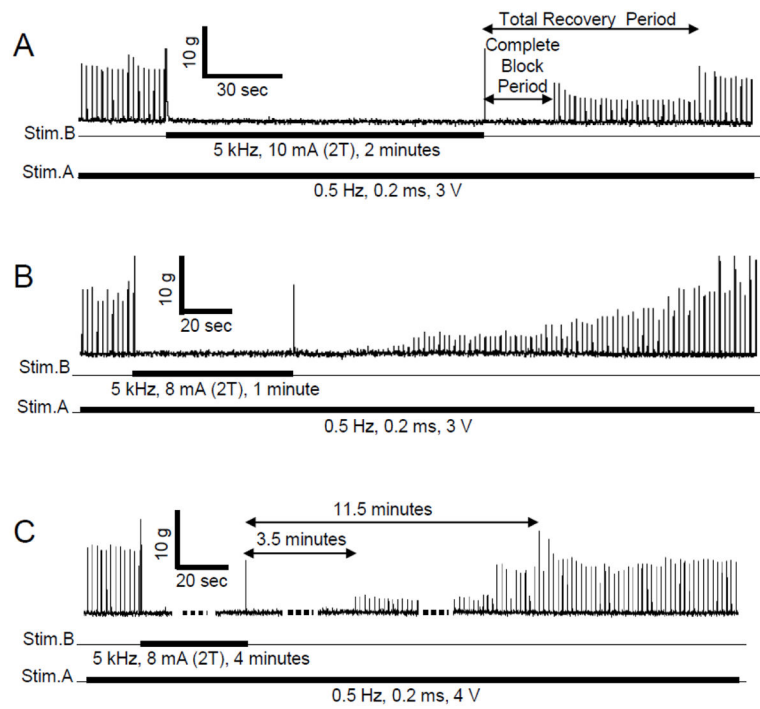 A
10 g
30 sec
Total Recovery Period
Complete
Block
Period
Stim.B
5 kHz, 10 mA (2T), 2 minutes
Stim.A
0.5 Hz, 0.2 ms, 3 V
B
10 g
20 sec
Stim.B
5 kHz, 8 mA (2T), 1 minute
Stim.A
0.5 Hz, 0.2 ms, 3 V
C
10 g
20 sec
11.5 minutes
3.5 minutes
Stim.B
5 kHz, 8 mA (2T), 4 minutes
Stim.A
0.5 Hz, 0.2 ms, 4 V